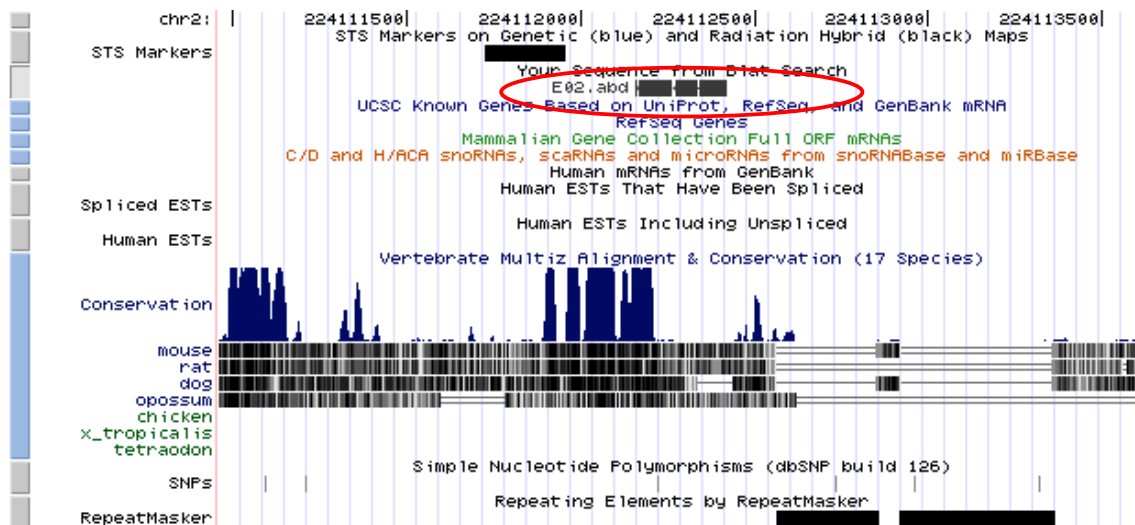 chr2: 224111500| 224112000| 224112500| 224113000| 224113500|
STS Markers on Genetic (blue) and Radiation Hybrid (black) Maps
STS Markers
Your Sequence from Blat Search
E02.abd
UCSC Known Genes Based on UniProt, RefSeq, and GenBank mRNA
RefSeq Genes
Mammalian Gene Collection Full ORF mRNAs
C/D and H/ACA snoRNAs, scaRNAs and microRNAs from snoRNABase and miRBase
Human mRNAs from GenBank
Human ESTs That Have Been Spliced
Spliced ESTs
Human ESTs Including Unspliced
Human ESTs
Vertebrate Multiz Alignment & Conservation (17 Species)
Conservation
mouse
rat
dog
opossum
chicken
x_tropicalis
tetraodon
Simple Nucleotide Polymorphisms (dbSNP build 126)
SNPs
Repeating Elements by RepeatMasker
RepeatMasker